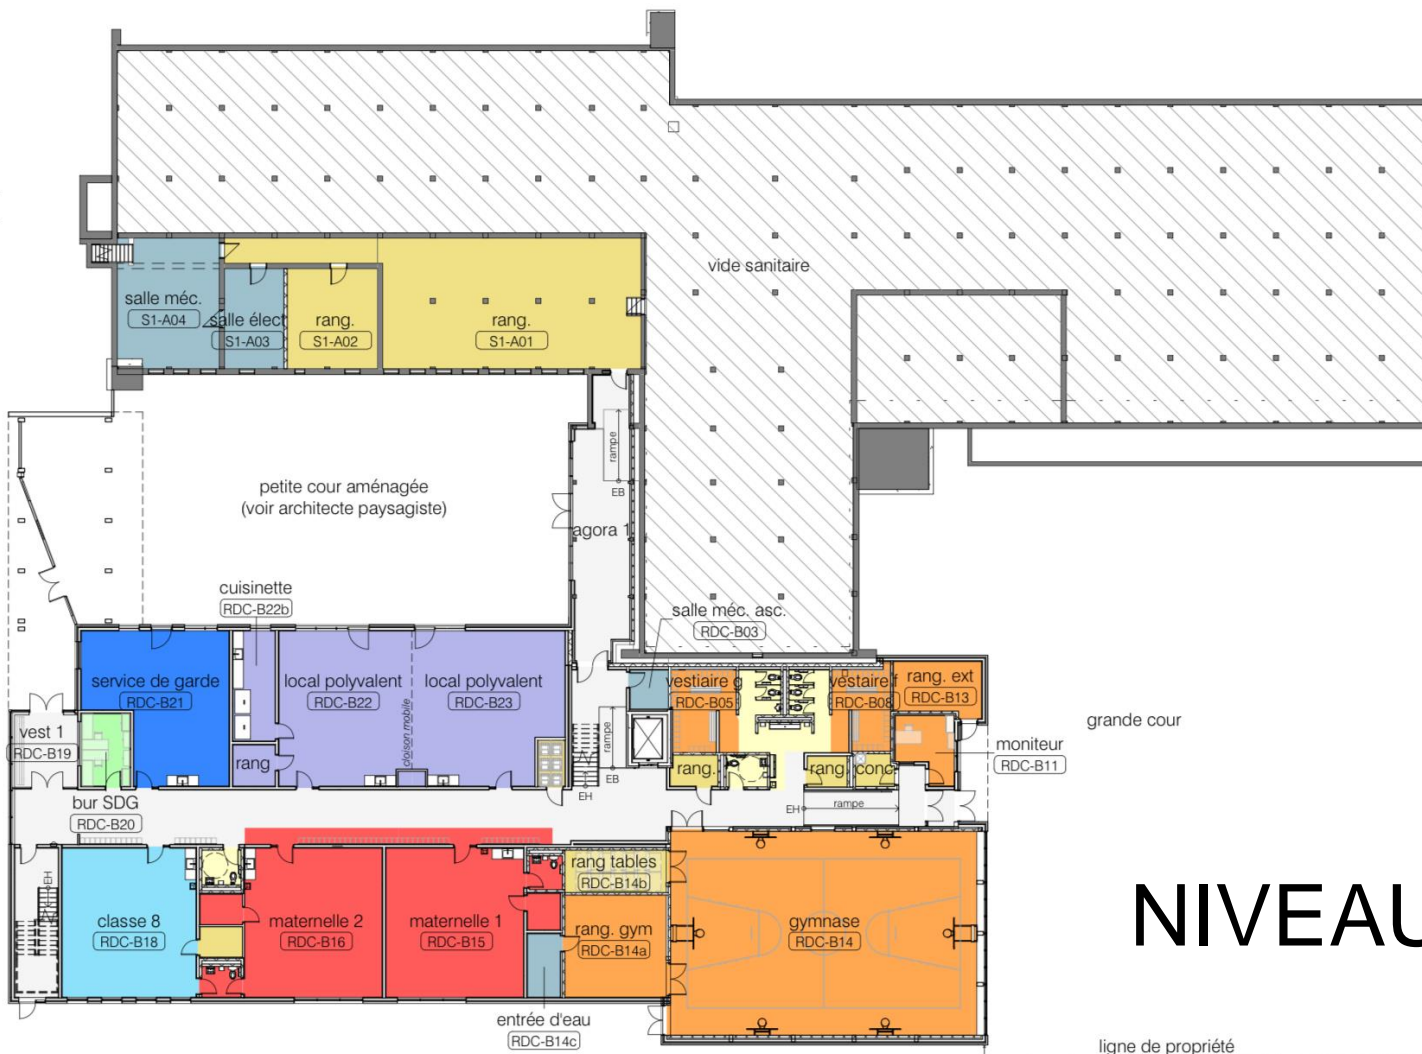 vide sanitaire
salle méc.
S1-A04
salle élect
S1-A03
rang.
S1-A02
rang.
S1-A01
rampe
EB
petite cour aménagée
(voir architecte paysagiste)
agora 1
cuisinette
RDC-B22b
salle méc. asc.
RDC-B03
service de garde
RDC-B21
local polyvalent
RDC-B22
local polyvalent
RDC-B23
cloison mobile
vestiaire g
RDC-B05
vestiaire f
RDC-B08
rang. ext
RDC-B13
grande cour
vest 1
RDC-B19
rang
rampe
EB
EH
moniteur
RDC-B11
rang.
rang
conc
bur SDG
RDC-B20
EH
rampe
EH
rang tables
RDC-B14b
classe 8
RDC-B18
maternelle 2
RDC-B16
maternelle 1
RDC-B15
rang. gym
RDC-B14a
gymnase
RDC-B14
NIVEAU
entrée d'eau
RDC-B14c
ligne de propriété